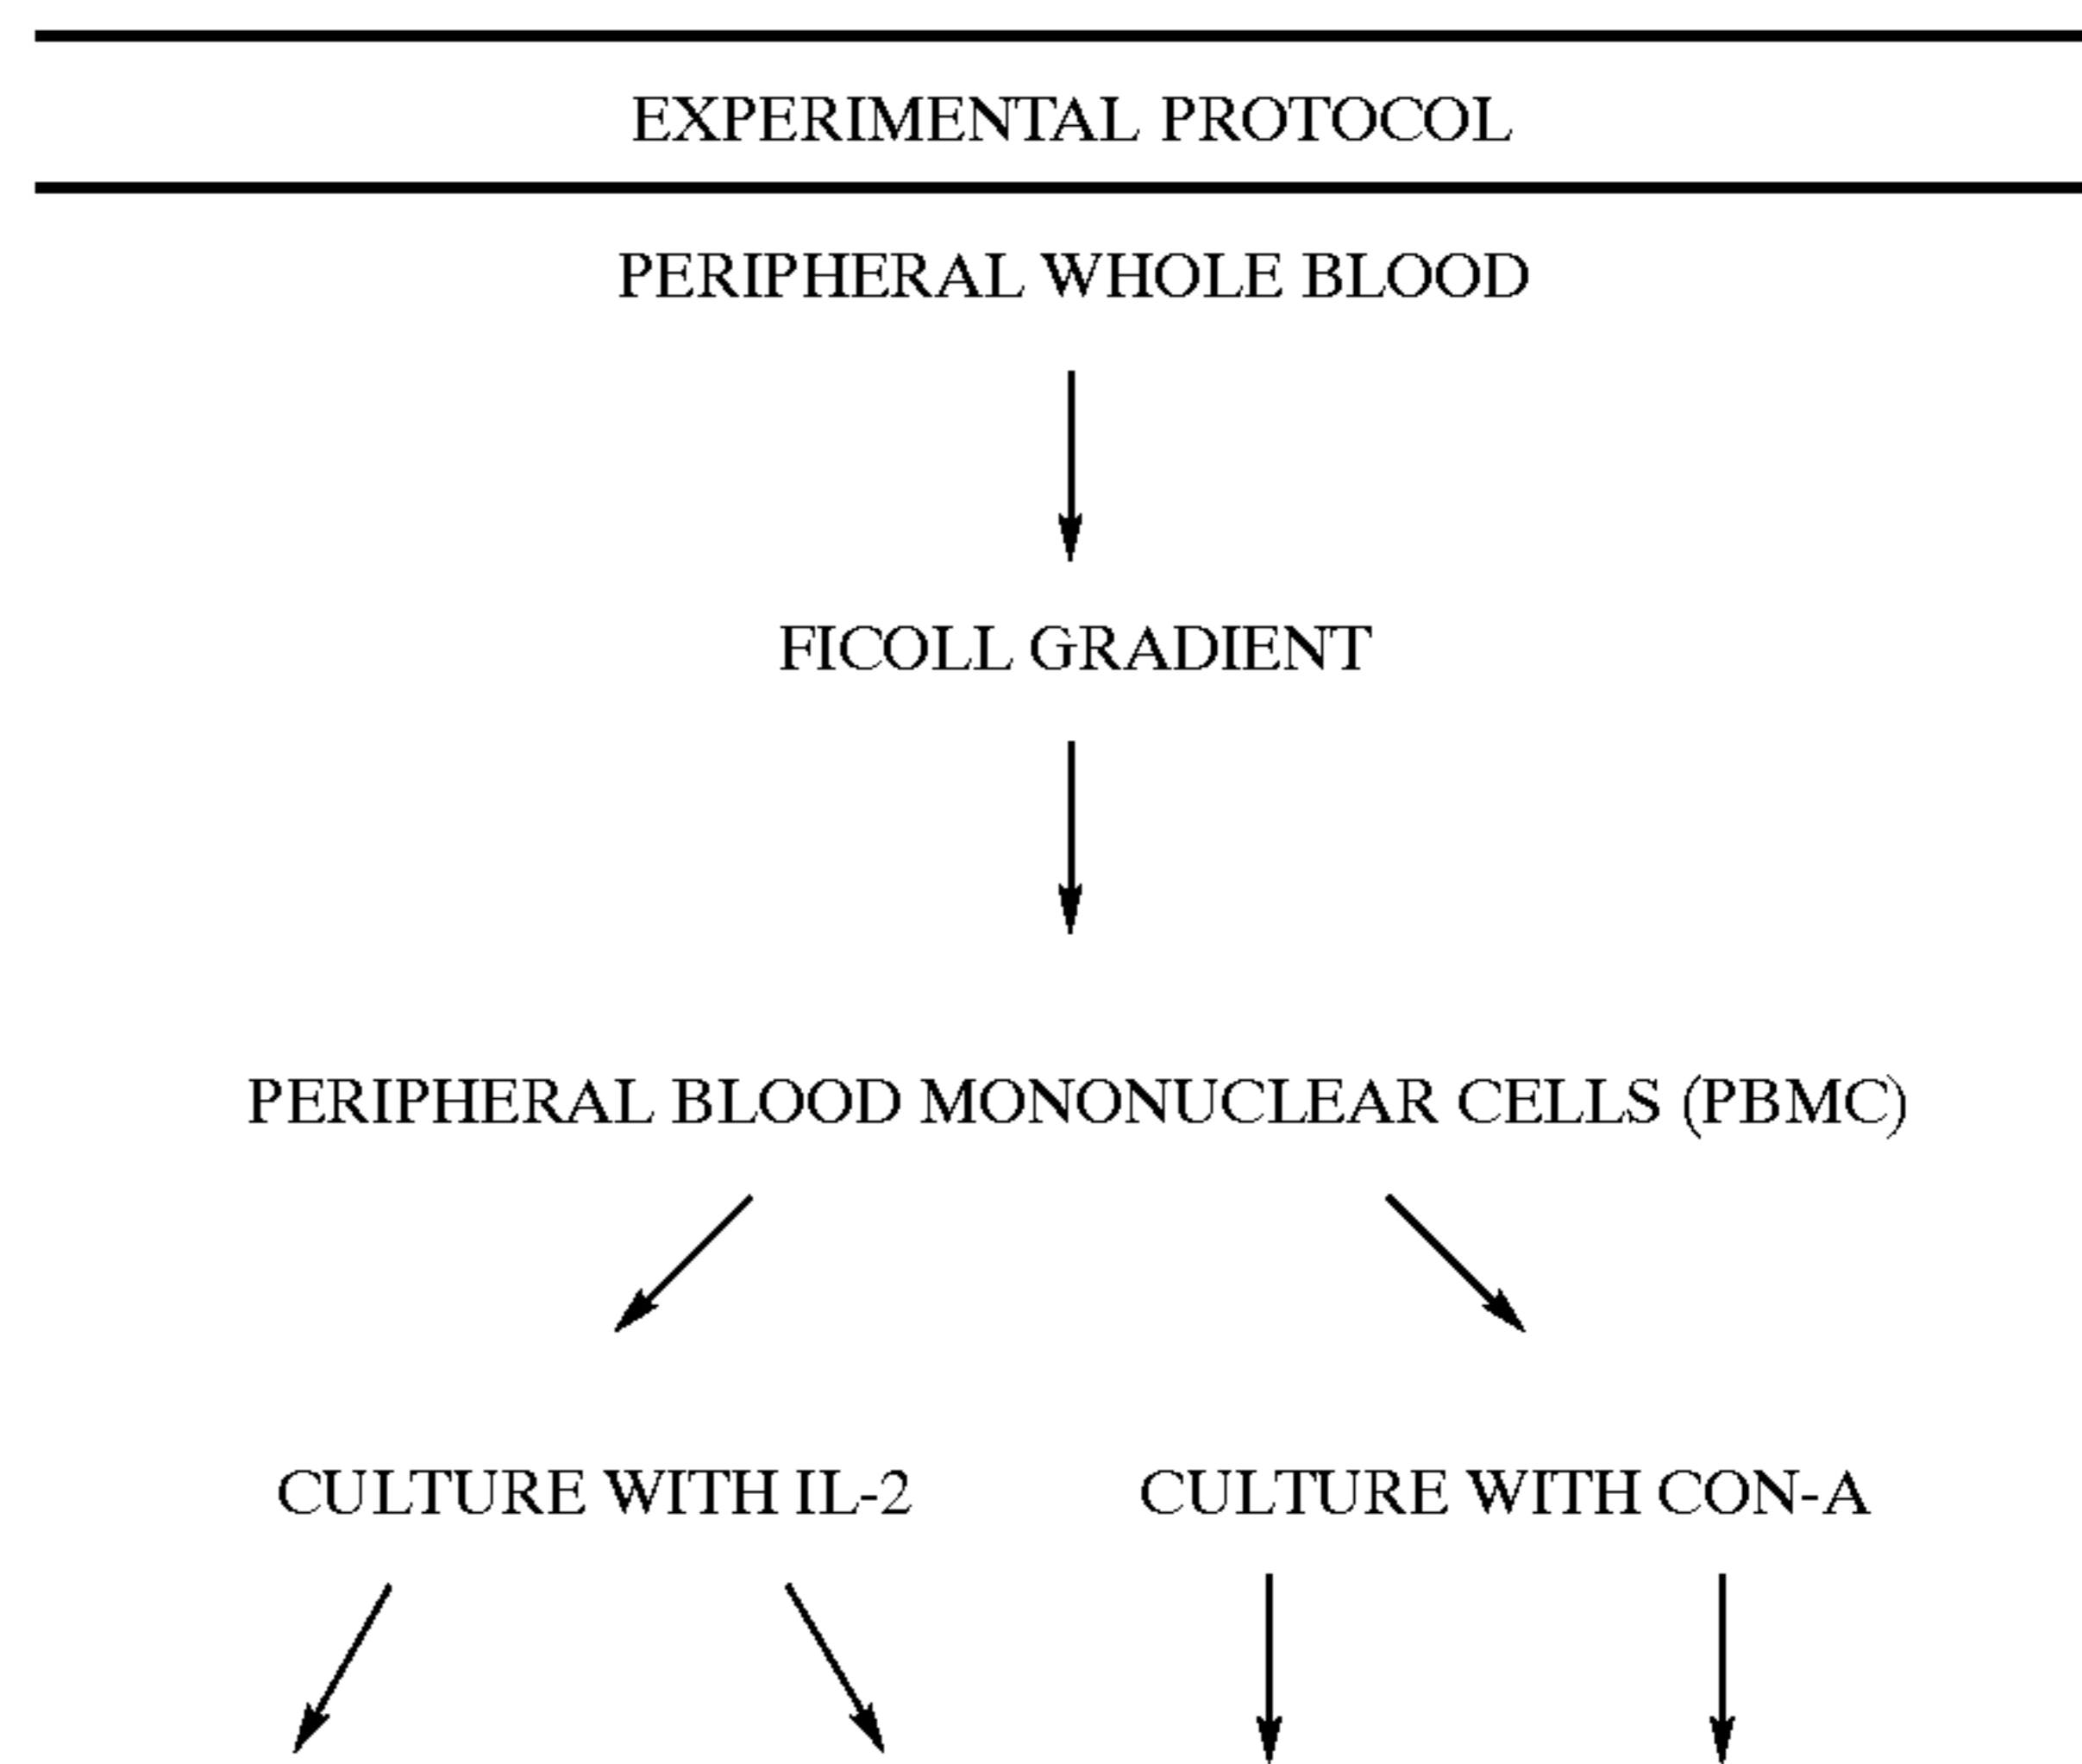 EXPERIMENTAL PROTOCOL
PERIPHERAL WHOLE BLOOD
FICOLL GRADIENT
PERIPHERAL BLOOD MONONUCLEAR CELLS (PBMC)
CULTURE WITH IL-2 CULTURE WITH CON-A